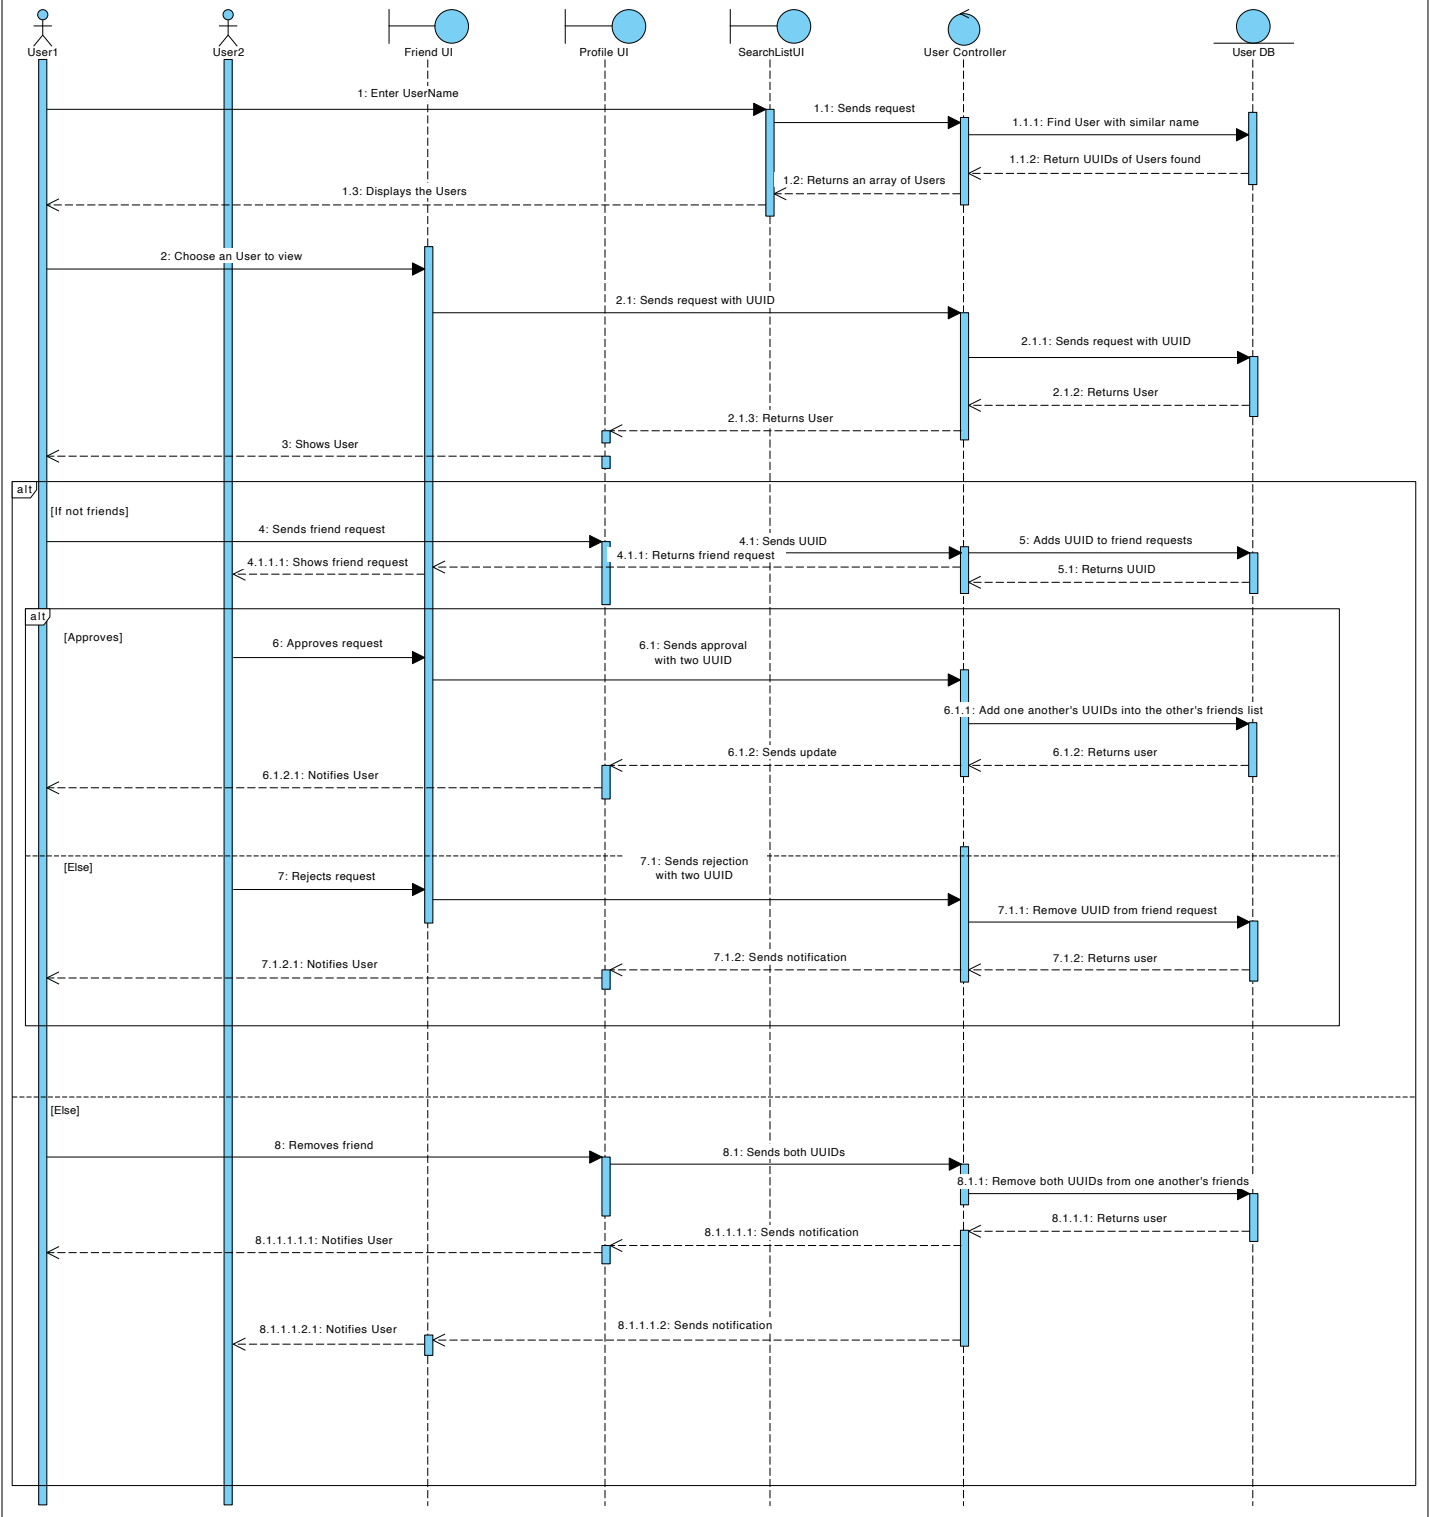 User1
User2
Friend UI
Profile UI
SearchListUI
User Controller
User DB
1: Enter UserName
1.1: Sends request
1.1.1: Find User with similar name
1.1.2: Return UUIDs of Users found
1.2: Returns an array of Users
1.3: Displays the Users
2: Choose an User to view
2.1: Sends request with UUID
2.1.1: Sends request with UUID
2.1.2: Returns User
2.1.3: Returns User
3: Shows User
alt
[If not friends]
4: Sends friend request
4.1: Sends UUID
5: Adds UUID to friend requests
4.1.1: Returns friend request
4.1.1.1: Shows friend request
5.1: Returns UUID
alt
[Approves]
6: Approves request
6.1: Sends approval
with two UUID
6.1.1: Add one another's UUIDs into the other's friends list
6.1.2: Sends update
6.1.2: Returns user
6.1.2.1: Notifies User
[Else]
7.1: Sends rejection
with two UUID
7: Rejects request
7.1.1: Remove UUID from friend request
7.1.2: Sends notification
7.1.2: Returns user
7.1.2.1: Notifies User
[Else]
8: Removes friend
8.1: Sends both UUIDs
8.1.1: Remove both UUIDs from one another's friends
8.1.1.1: Returns user
8.1.1.1.1: Sends notification
8.1.1.1.1.1: Notifies User
8.1.1.1.2: Sends notification
8.1.1.1.2.1: Notifies User